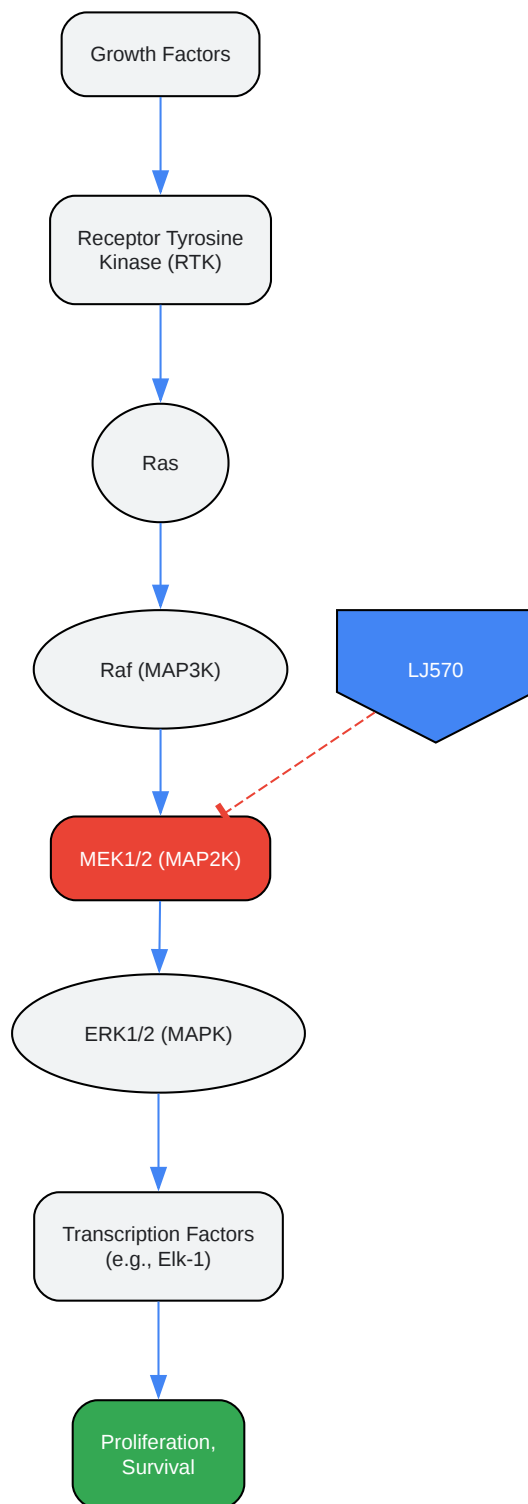 Growth Factors
Receptor Tyrosine
Kinase (RTK)
Ras
Raf (MAP3K)
LJ570
MEK1/2 (MAP2K)
ERK1/2 (MAPK)
Transcription Factors
(e.g., Elk-1)
Proliferation,
Survival